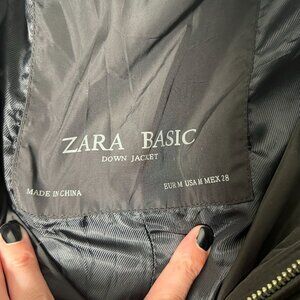 ZARA BASIC
DOWN JACKET
MADE IN CHINA
EUR M USA M MEX 28